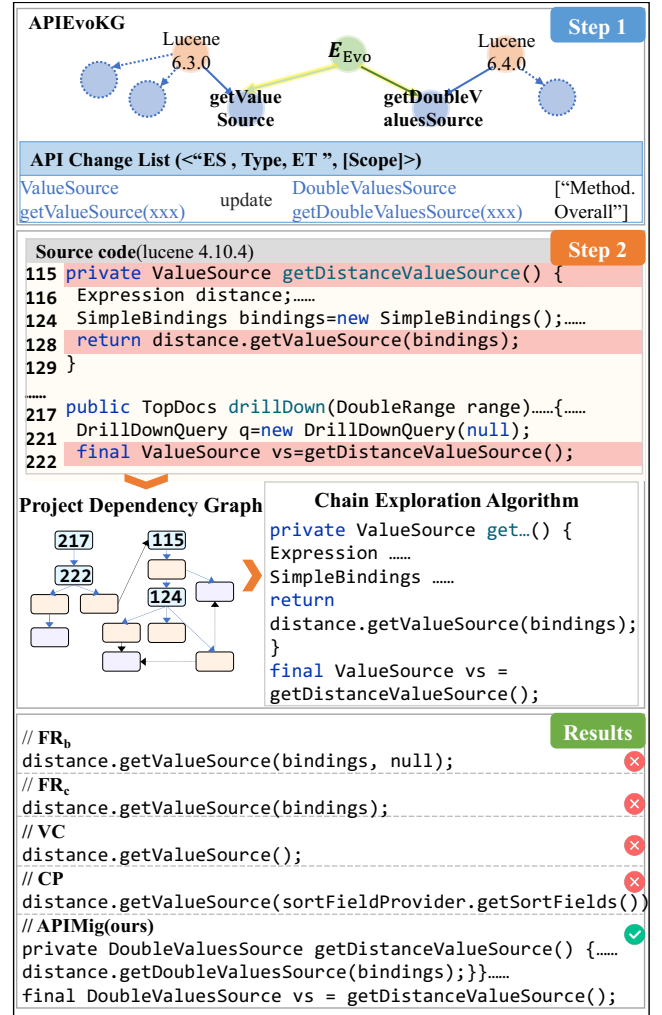 APIEvoKG
Step 1
Lucene
6.3.0
E_Evo
Lucene
6.4.0
getValue
Source
getDoubleV
aluesSource
API Change List (<“ES , Type, ET ”, [Scope]>)
ValueSource
getValueSource(xxx)
update
DoubleValuesSource
getDoubleValuesSource(xxx)
[“Method.
Overall”]
Step 2
Source code(lucene 4.10.4)
115 private ValueSource getDistanceValueSource() {
116 Expression distance;……
124 SimpleBindings bindings=new SimpleBindings();……
128 return distance.getValueSource(bindings);
129 }
……
217 public TopDocs drillDown(DoubleRange range)……{……
221 DrillDownQuery q=new DrillDownQuery(null);
222 final ValueSource vs=getDistanceValueSource();
Project Dependency Graph
217
115
222
124
Chain Exploration Algorithm
private ValueSource get…() {
Expression ……
SimpleBindings ……
return
distance.getValueSource(bindings);
}
final ValueSource vs =
getDistanceValueSource();
Results
// FRb
distance.getValueSource(bindings, null);
// FRc
distance.getValueSource(bindings);
// VC
distance.getValueSource();
// CP
distance.getValueSource(sortFieldProvider.getSortFields())
// APIMig(ours)
private DoubleValuesSource getDistanceValueSource() {……
distance.getDoubleValuesSource(bindings);}}……
final DoubleValuesSource vs = getDistanceValueSource();